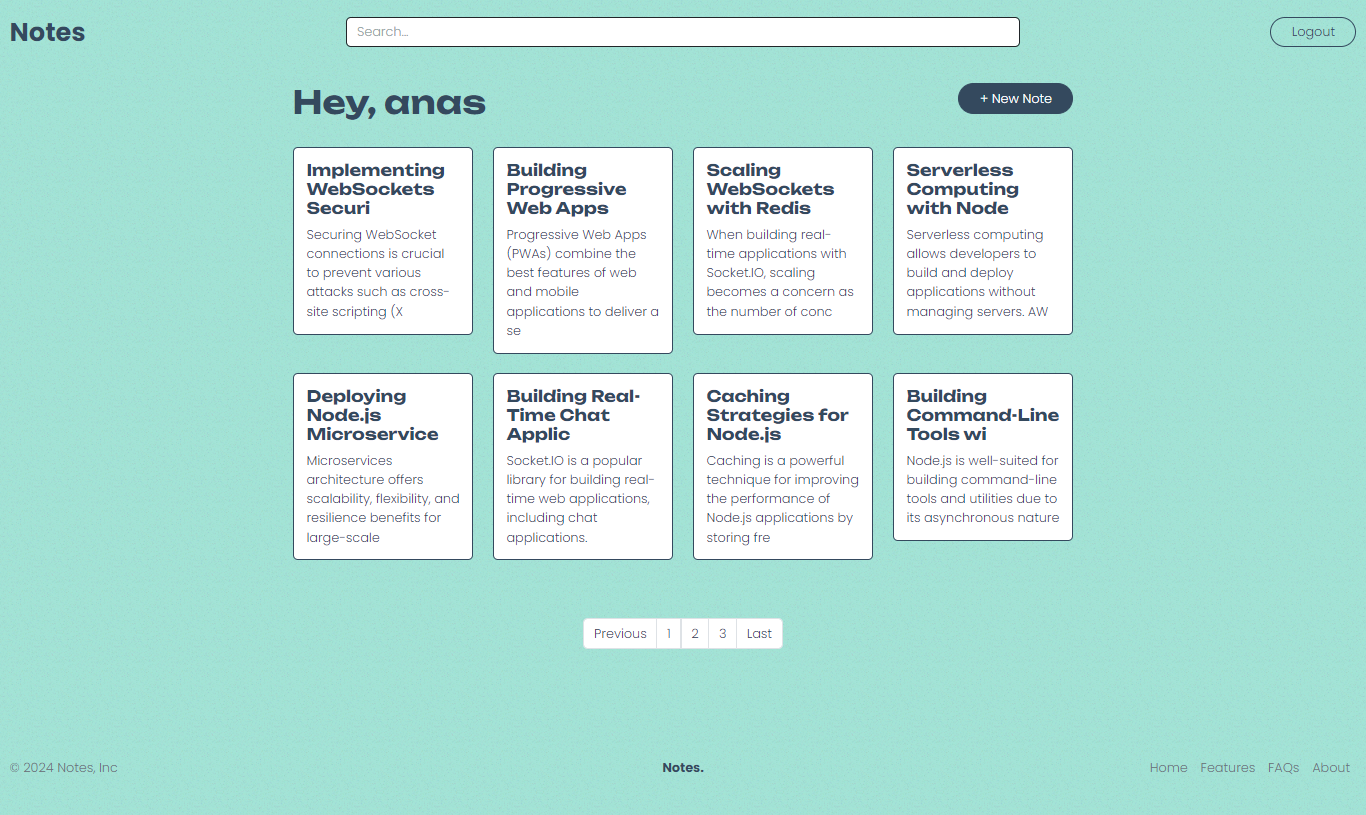 Notes
Search...
Logout
Hey, anas
+ New Note
Implementing
WebSockets
Securi
Securing WebSocket
connections is crucial
to prevent various
attacks such as cross-
site scripting (X
Building
Progressive
Web Apps
Progressive Web Apps
(PWAs) combine the
best features of web
and mobile
applications to deliver a
se
Scaling
WebSockets
with Redis
When building real-
time applications with
Socket.IO, scaling
becomes a concern as
the number of conc
Serverless
Computing
with Node
Serverless computing
allows developers to
build and deploy
applications without
managing servers. AW
Deploying
Node.js
Microservice
Microservices
architecture offers
scalability, flexibility, and
resilience benefits for
large-scale
Building Real-
Time Chat
Applic
Socket.IO is a popular
library for building real-
time web applications,
including chat
applications.
Caching
Strategies for
Node.js
Caching is a powerful
technique for improving
the performance of
Node.js applications by
storing fre
Building
Command-Line
Tools wi
Node.js is well-suited for
building command-line
tools and utilities due to
its asynchronous nature
Previous 1 2 3 Last
© 2024 Notes, Inc
Notes.
Home Features FAQs About